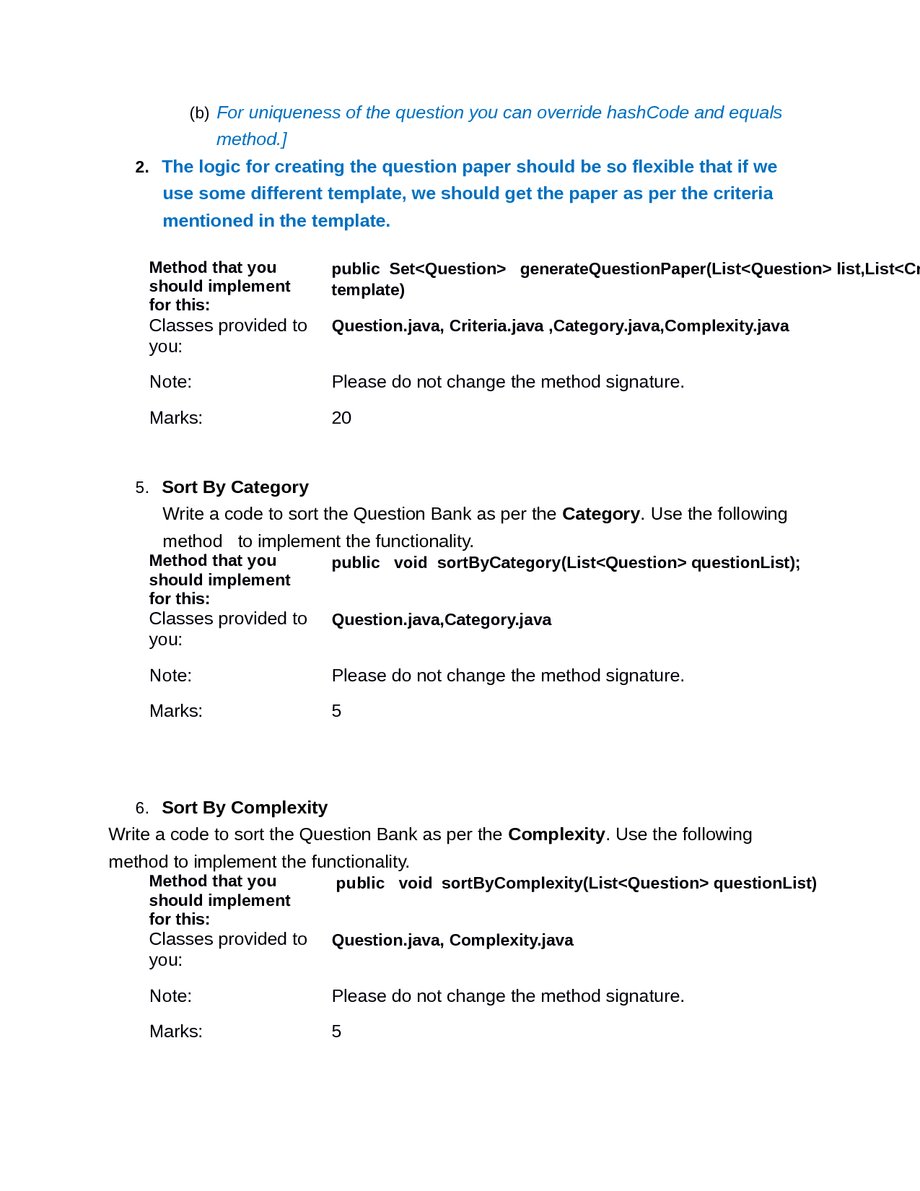 (b) For uniqueness of the question you can override hashCode and equals
method.]
2. The logic for creating the question paper should be so flexible that if we
use some different template, we should get the paper as per the criteria
mentioned in the template.
Method that you
should implement
for this:
public Set<Question> generateQuestionPaper(List<Question> list,List<Cr
template)
Classes provided to
you:
Question.java, Criteria.java ,Category.java,Complexity.java
Note:
Please do not change the method signature.
Marks:
20
5. Sort By Category
Write a code to sort the Question Bank as per the Category. Use the following
method to implement the functionality.
Method that you
should implement
for this:
public void sortByCategory(List<Question> questionList);
Classes provided to
you:
Question.java,Category.java
Note:
Please do not change the method signature.
Marks:
5
6. Sort By Complexity
Write a code to sort the Question Bank as per the Complexity. Use the following
method to implement the functionality.
Method that you
should implement
for this:
public void sortByComplexity(List<Question> questionList)
Classes provided to
you:
Question.java, Complexity.java
Note:
Please do not change the method signature.
Marks:
5